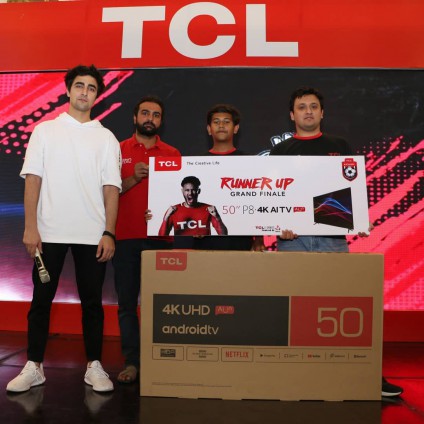 TCL
TCL The Creative Life
RUNNER UP
GRAND FINALE
50" P8-4K AI TV
TCL
TCL
4K UHD
androidtv
50
NETFLIX